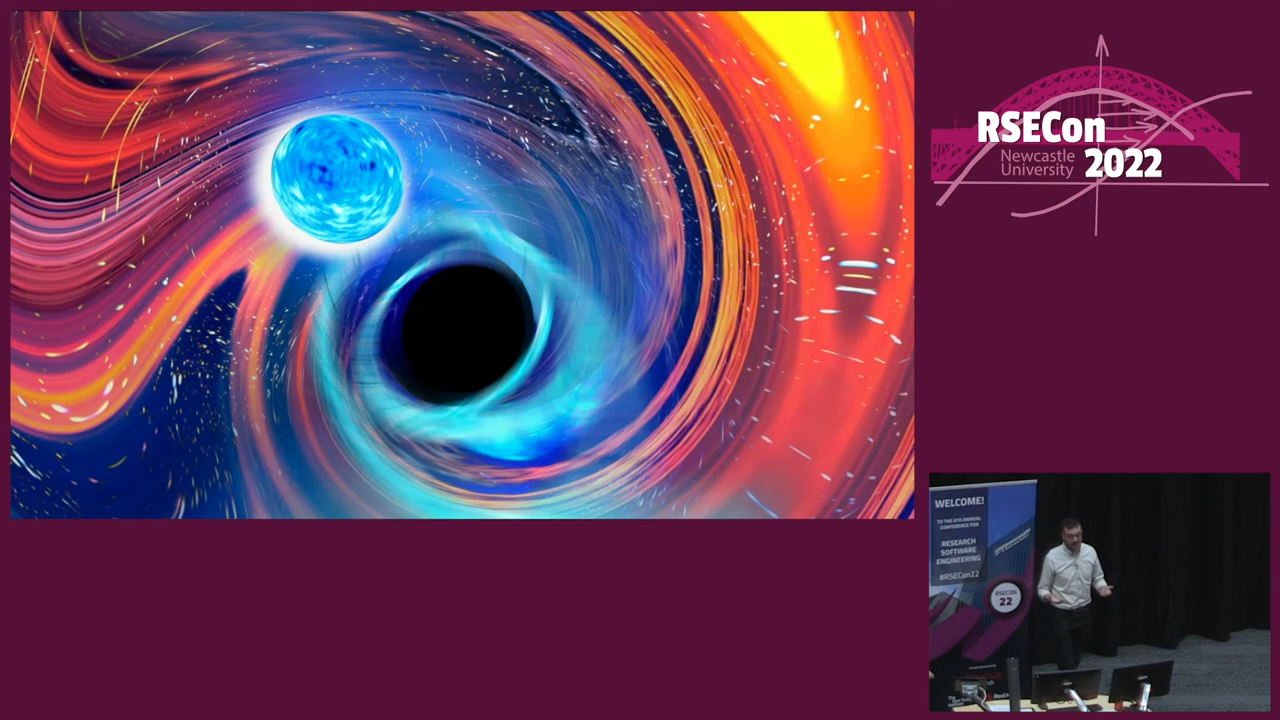 RSECon
Newcastle
University
2022
WELCOME!
TO THE 6TH ANNUAL
CONFERENCE FOR
RESEARCH
SOFTWARE
ENGINEERING
#RSECon22
RSECON
22